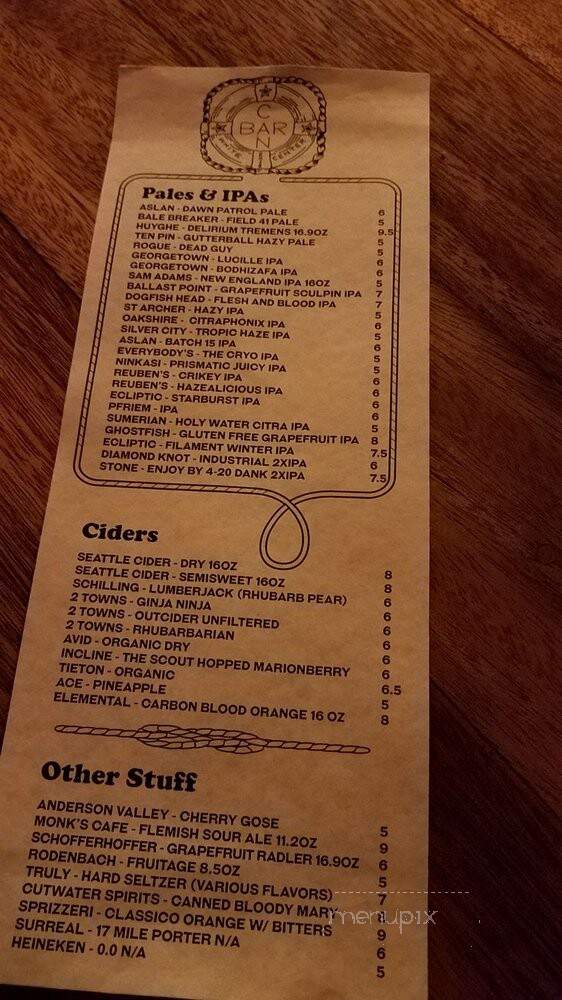 C
BAR
N
WHITE CENTER
Pales & IPAs
ASLAN - DAWN PATROL PALE 6
BALE BREAKER - FIELD 41 PALE 5
HUYGHE - DELIRIUM TREMENS 16.9OZ 9.5
TEN PIN - GUTTERBALL HAZY PALE 5
ROGUE - DEAD GUY 5
GEORGETOWN - LUCILLE IPA 6
GEORGETOWN - BODHIZAFA IPA 6
SAM ADAMS - NEW ENGLAND IPA 16OZ 5
BALLAST POINT - GRAPEFRUIT SCULPIN IPA 7
DOGFISH HEAD - FLESH AND BLOOD IPA 7
ST ARCHER - HAZY IPA 5
OAKSHIRE - CITRAPHONIX IPA 6
SILVER CITY - TROPIC HAZE IPA 5
ASLAN - BATCH 15 IPA 6
EVERYBODY'S - THE CRYO IPA 5
NINKASI - PRISMATIC JUICY IPA 5
REUBEN'S - CRIKEY IPA 6
REUBEN'S - HAZEALICIOUS IPA 6
ECLIPTIC - STARBURST IPA 6
PFRIEM - IPA 6
SUMERIAN - HOLY WATER CITRA IPA 5
GHOSTFISH - GLUTEN FREE GRAPEFRUIT IPA 8
ECLIPTIC - FILAMENT WINTER IPA 7.5
DIAMOND KNOT - INDUSTRIAL 2XIPA 6
STONE - ENJOY BY 4-20 DANK 2XIPA 7.5
Ciders
SEATTLE CIDER - DRY 16OZ 8
SEATTLE CIDER - SEMISWEET 16OZ 8
SCHILLING - LUMBERJACK (RHUBARB PEAR) 6
2 TOWNS - GINJA NINJA 6
2 TOWNS - OUTCIDER UNFILTERED 6
2 TOWNS - RHUBARBARIAN 6
AVID - ORGANIC DRY 6
INCLINE - THE SCOUT HOPPED MARIONBERRY 6
TIETON - ORGANIC 6.5
ACE - PINEAPPLE 5
ELEMENTAL - CARBON BLOOD ORANGE 16 OZ 8
Other Stuff
ANDERSON VALLEY - CHERRY GOSE 5
MONK'S CAFE - FLEMISH SOUR ALE 11.2OZ 9
SCHOFFERHOFFER - GRAPEFRUIT RADLER 16.9OZ 6
RODENBACH - FRUITAGE 8.5OZ 5
TRULY - HARD SELTZER (VARIOUS FLAVORS) 7
CUTWATER SPIRITS - CANNED BLOODY MARY 8
SPRIZZERI - CLASSICO ORANGE W/ BITTERS 9
SURREAL - 17 MILE PORTER N/A 6
HEINEKEN - 0.0 N/A 5
menupix